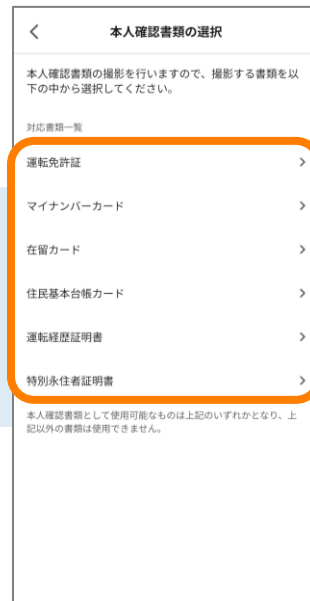 本人確認書類の選択
本人確認書類の撮影を行いますので、撮影する書類を以
下の中から選択してください。
対応書類一覧
運転免許証
マイナンバーカード
在留カード
住民基本台帳カード
運転経歴証明書
特別永住者証明書
本人確認書類として使用可能なものは上記のいずれかとなり、上
記以外の書類は使用できません。